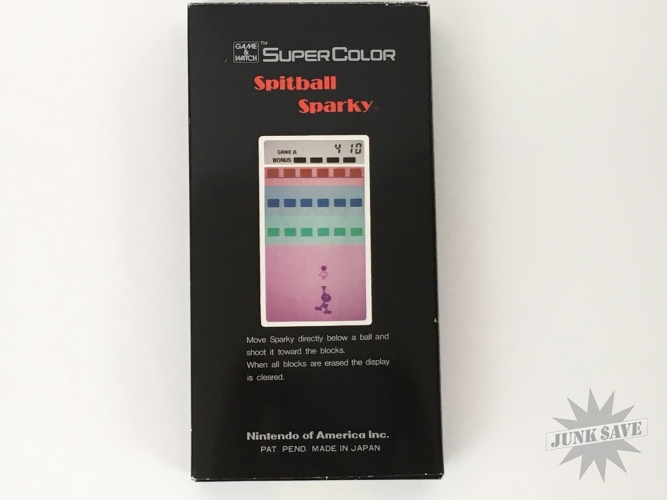 GAME & WATCH ™ SUPER COLOR
Spitball
Sparky
GAME A 410
BONUS
Move Sparky directly below a ball and
shoot it toward the blocks.
When all blocks are erased the display
is cleared.
Nintendo of America Inc.
PAT. PEND. MADE IN JAPAN
JUNK SAVE